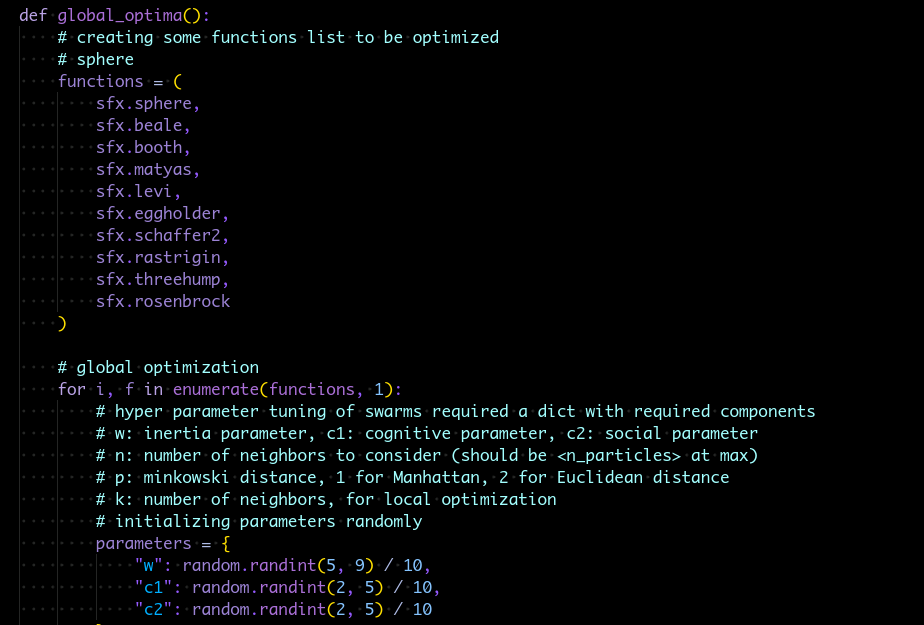 def global_optima():
    # creating some functions list to be optimized
    # sphere
    functions = (
        sfx.sphere,
        sfx.beale,
        sfx.booth,
        sfx.matyas,
        sfx.levi,
        sfx.eggholder,
        sfx.schaffer2,
        sfx.rastrigin,
        sfx.threehump,
        sfx.rosenbrock
    )

    # global optimization
    for i, f in enumerate(functions, 1):
        # hyper parameter tuning of swarms required a dict with required components
        # w: inertia parameter, c1: cognitive parameter, c2: social parameter
        # n: number of neighbors to consider (should be <n_particles> at max)
        # p: minkowski distance, 1 for Manhattan, 2 for Euclidean distance
        # k: number of neighbors, for local optimization
        # initializing parameters randomly
        parameters = {
            "w": random.randint(5, 9) / 10,
            "c1": random.randint(2, 5) / 10,
            "c2": random.randint(2, 5) / 10